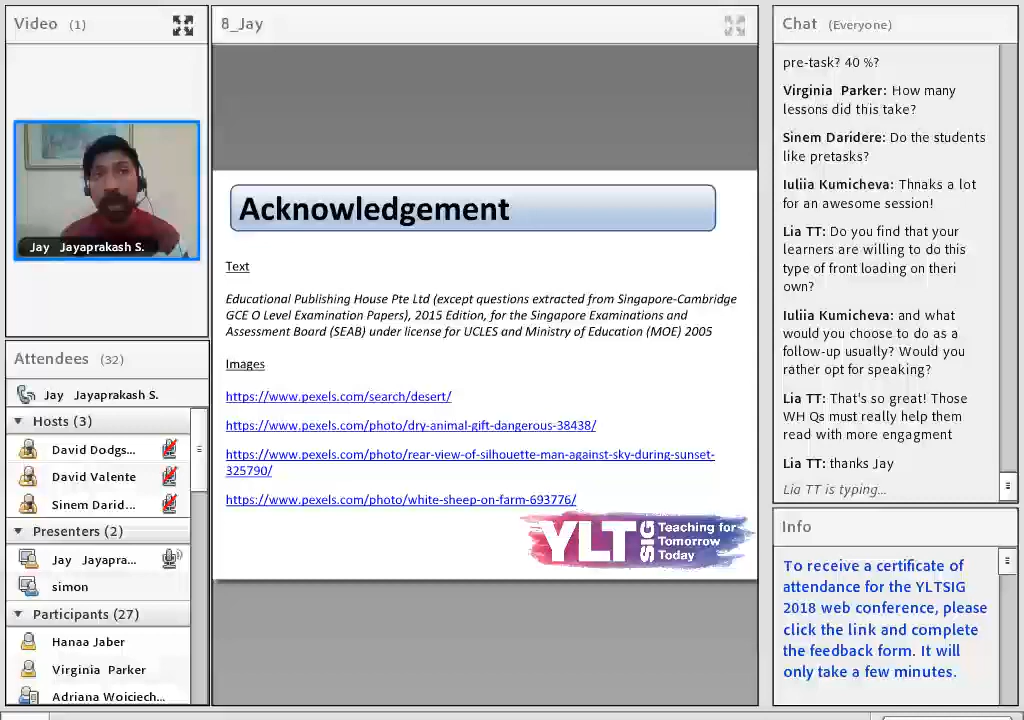 Video (1)
Jay Jayaprakash S.
Attendees (32)
Jay Jayaprakash S.
Hosts (3)
David Dodgs...
David Valente
Sinem Darid...
Presenters (2)
Jay Jayapra...
simon
Participants (27)
Hanaa Jaber
Virginia Parker
Adriana Woiciech...
8_Jay
Acknowledgement
Text
Educational Publishing House Pte Ltd (except questions extracted from Singapore-Cambridge
GCE O Level Examination Papers), 2015 Edition, for the Singapore Examinations and
Assessment Board (SEAB) under license for UCLES and Ministry of Education (MOE) 2005
Images
https://www.pexels.com/search/desert/
https://www.pexels.com/photo/dry-animal-gift-dangerous-38438/
https://www.pexels.com/photo/rear-view-of-silhouette-man-against-sky-during-sunset-
325790/
https://www.pexels.com/photo/white-sheep-on-farm-693776/
YLT SIG Teaching for
Tomorrow
Today
Chat (Everyone)
pre-task? 40 %?
Virginia Parker: How many
lessons did this take?
Sinem Daridere: Do the students
like pretasks?
Iuliia Kumicheva: Thnaks a lot
for an awesome session!
Lia TT: Do you find that your
learners are willing to do this
type of front loading on theri
own?
Iuliia Kumicheva: and what
would you choose to do as a
follow-up usually? Would you
rather opt for speaking?
Lia TT: That's so great! Those
WH Qs must really help them
read with more engagment
Lia TT: thanks Jay
Lia TT is typing...
Info
To receive a certificate of
attendance for the YLTSIG
2018 web conference, please
click the link and complete
the feedback form. It will
only take a few minutes.